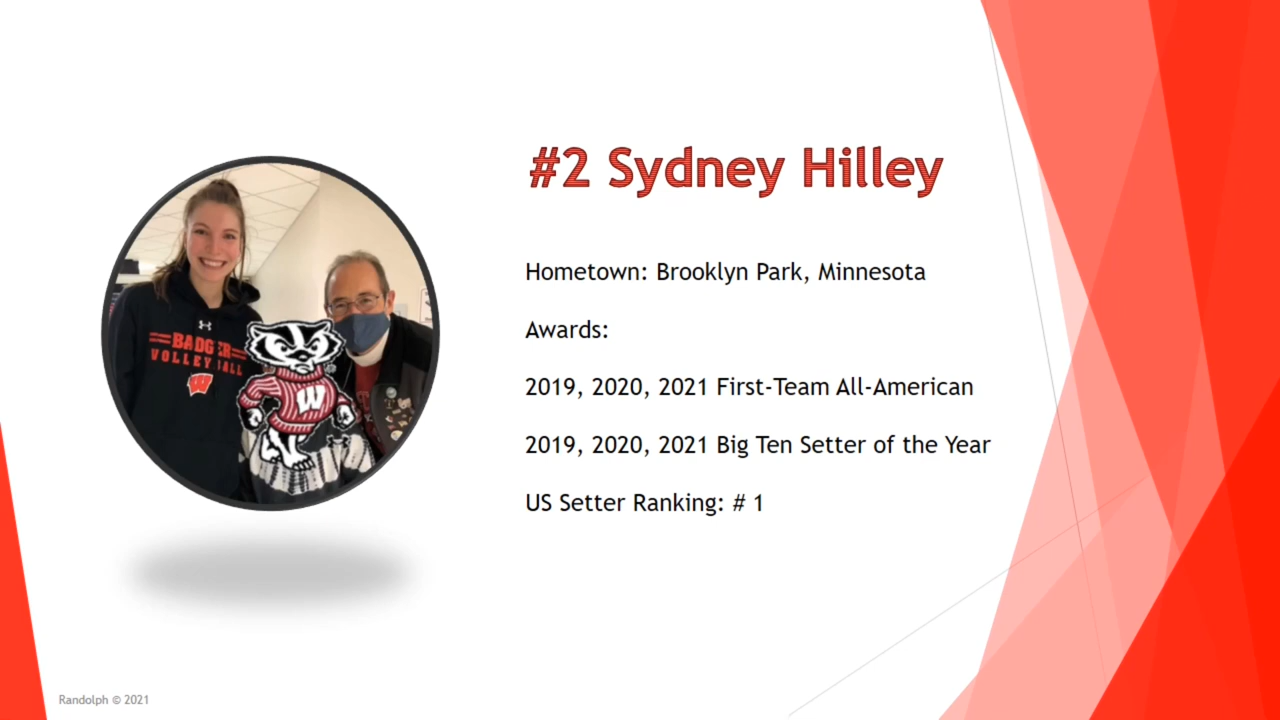 #2 Sydney Hilley
Hometown: Brooklyn Park, Minnesota
Awards:
2019, 2020, 2021 First-Team All-American
2019, 2020, 2021 Big Ten Setter of the Year
US Setter Ranking: # 1
BADGER
VOLLEYBALL
W
W
Randolph © 2021